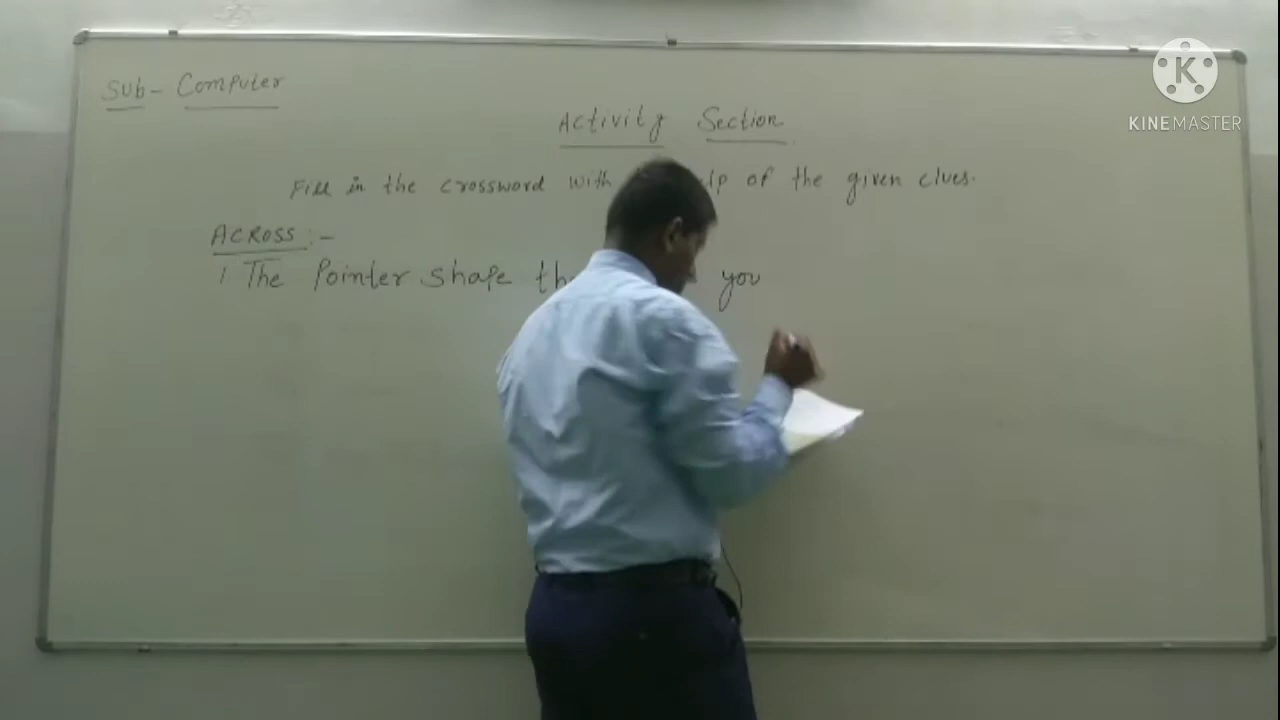 Sub- Computer
Activity Section
Fill in the crossword with lp of the given clues.
ACROSS :-
1 The Pointer shape th you
K
KINEMASTER